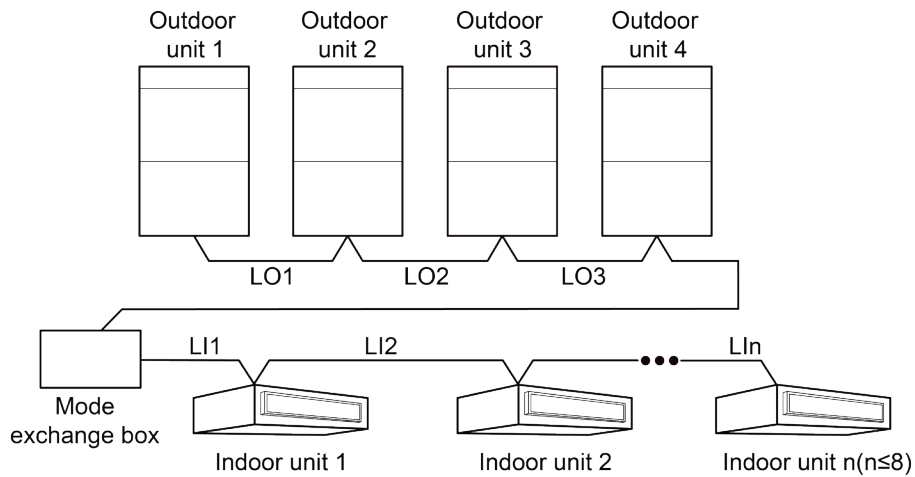 Outdoor
unit 1
Outdoor
unit 2
Outdoor
unit 3
Outdoor
unit 4
LO1
LO2
LO3
LI1
LI2
LIn
Mode
exchange box
Indoor unit 1
Indoor unit 2
Indoor unit n(n≤8)